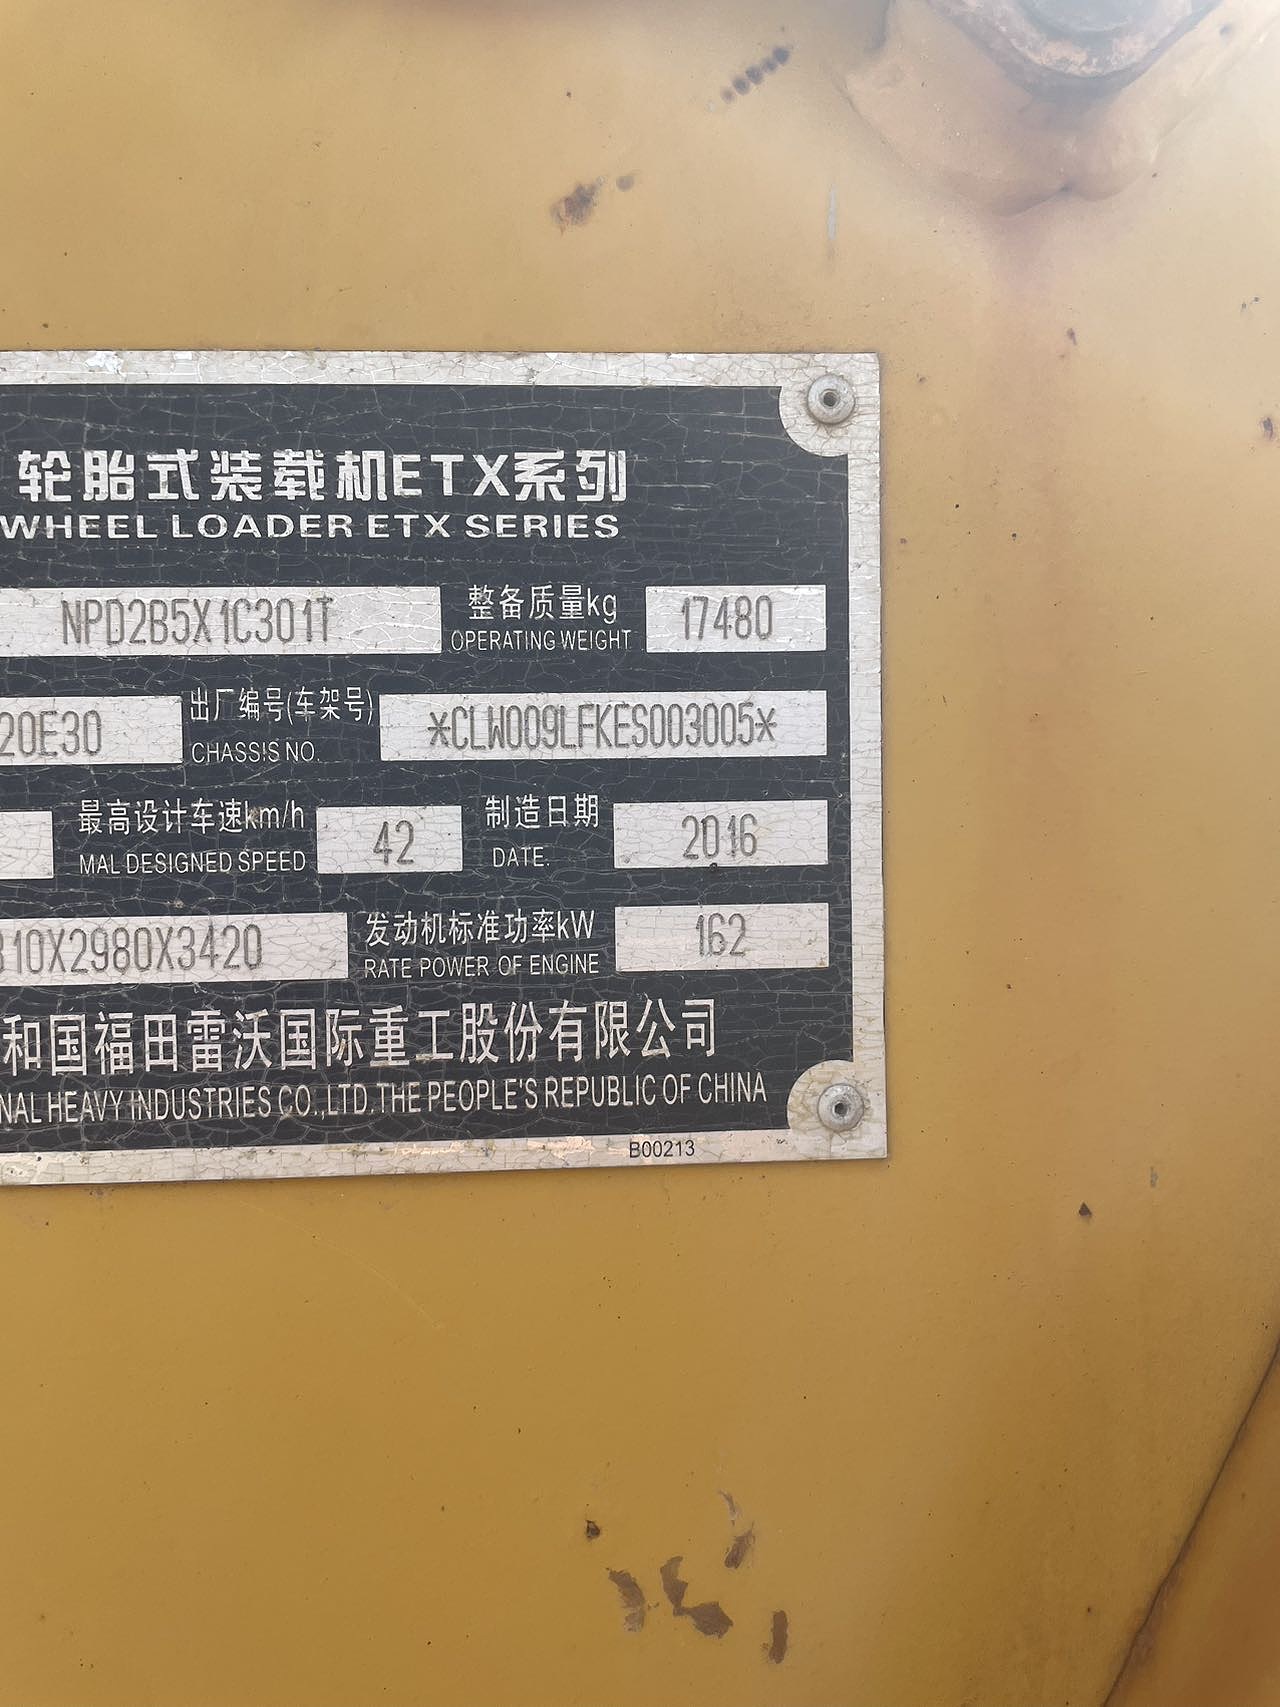 轮胎式装载机ETX系列
WHEEL LOADER ETX SERIES
NPD2B5X1C301T 整备质量kg 17480
OPERATING WEIGHT
20E30 出厂编号(车架号) *CLW009LFKES003005*
CHASSIS NO.
最高设计车速km/h 42 制造日期 2016
MAL DESIGNED SPEED DATE.
310X2980X3420 发动机标准功率kW 162
RATE POWER OF ENGINE
和国福田雷沃国际重工股份有限公司
NAL HEAVY INDUSTRIES CO.,LTD.THE PEOPLE'S REPUBLIC OF CHINA
B00213